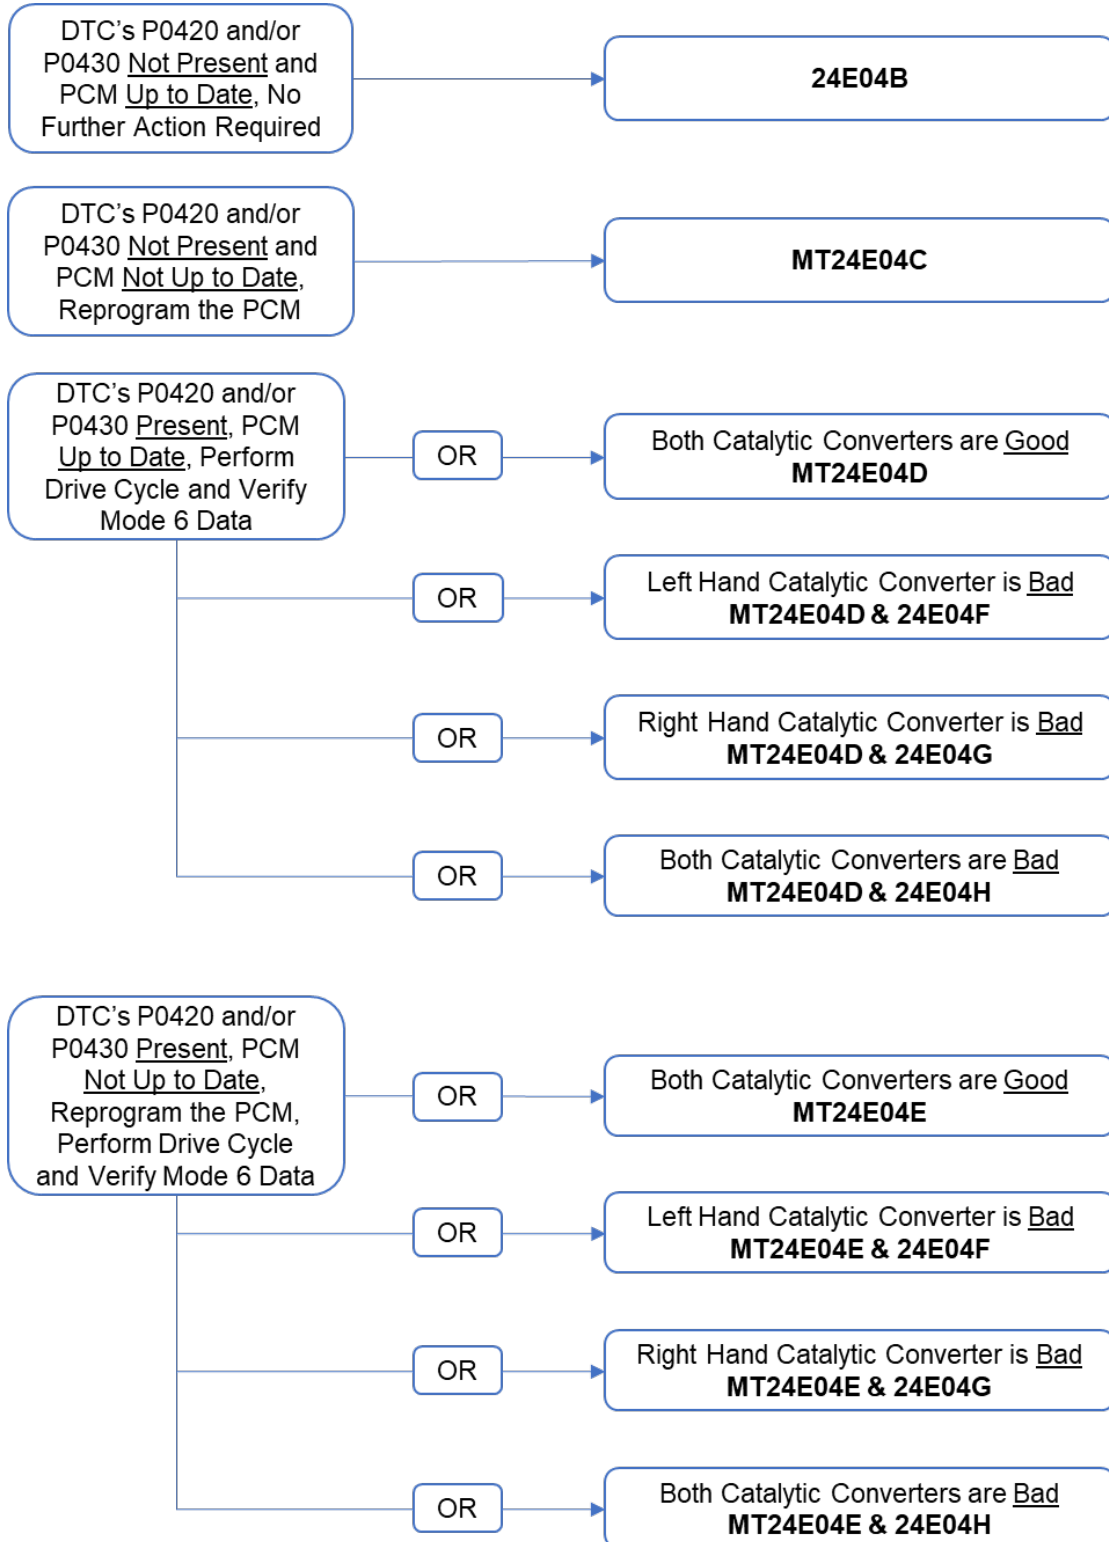 DTC's P0420 and/or
P0430 Not Present and
PCM Up to Date, No
Further Action Required
24E04B
DTC's P0420 and/or
P0430 Not Present and
PCM Not Up to Date,
Reprogram the PCM
MT24E04C
DTC's P0420 and/or
P0430 Present, PCM
Up to Date, Perform
Drive Cycle and Verify
Mode 6 Data
OR
Both Catalytic Converters are Good
MT24E04D
OR
Left Hand Catalytic Converter is Bad
MT24E04D & 24E04F
OR
Right Hand Catalytic Converter is Bad
MT24E04D & 24E04G
OR
Both Catalytic Converters are Bad
MT24E04D & 24E04H
DTC's P0420 and/or
P0430 Present, PCM
Not Up to Date,
Reprogram the PCM,
Perform Drive Cycle
and Verify Mode 6 Data
OR
Both Catalytic Converters are Good
MT24E04E
OR
Left Hand Catalytic Converter is Bad
MT24E04E & 24E04F
OR
Right Hand Catalytic Converter is Bad
MT24E04E & 24E04G
OR
Both Catalytic Converters are Bad
MT24E04E & 24E04H